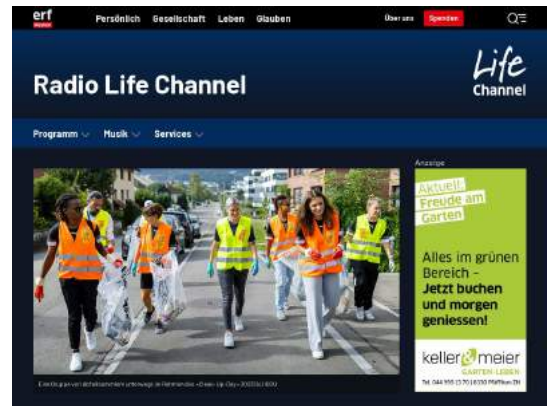 erf
Persönlich Gesellschaft Leben Glauben
Über uns Spenden
Radio Life Channel
Life
Channel
Programm Musik Services
Anzeige
Aktuell:
Freude am
Garten
Alles im grünen
Bereich –
Jetzt buchen
und morgen
geniessen!
keller meier
GARTEN-LEBEN